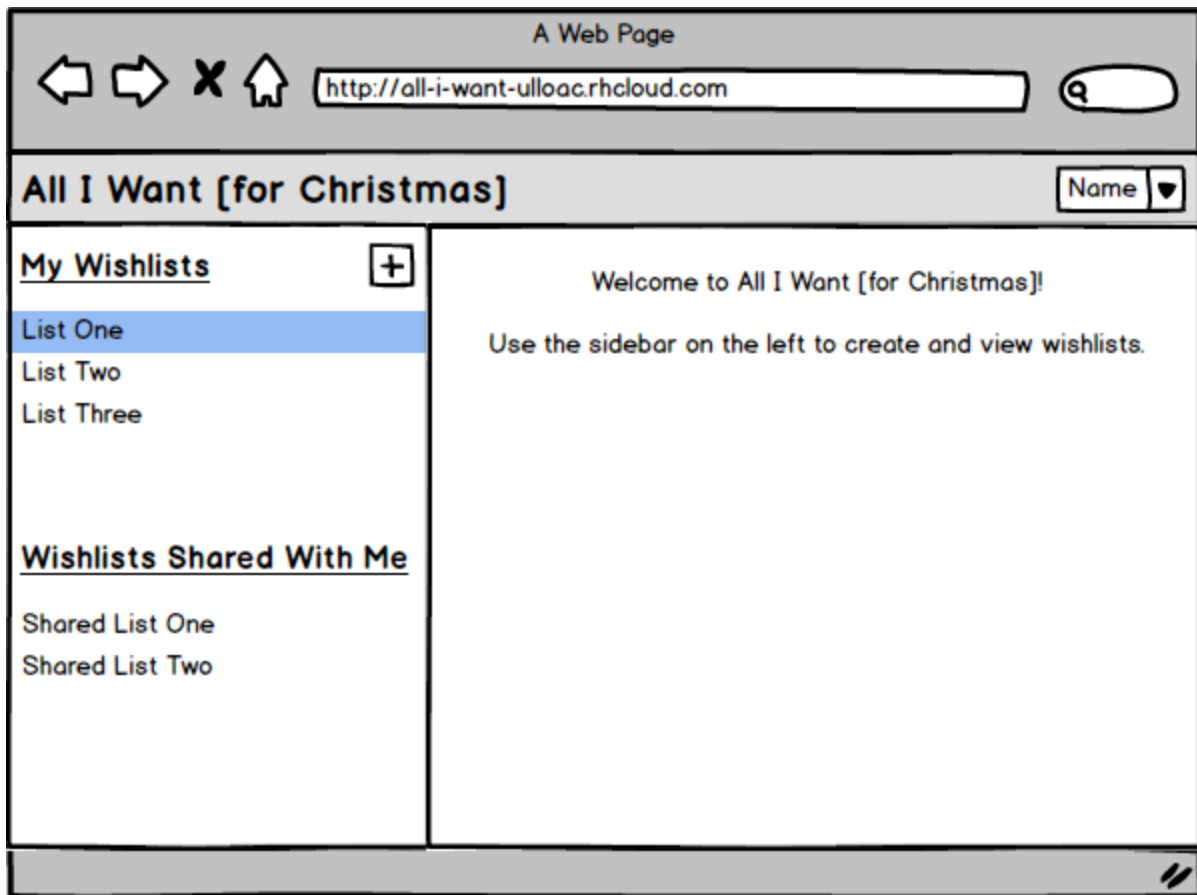 A Web Page
http://all-i-want-ulloac.rhcloud.com
All I Want [for Christmas]
Name
My Wishlists
+
List One
List Two
List Three
Wishlists Shared With Me
Shared List One
Shared List Two
Welcome to All I Want [for Christmas]!
Use the sidebar on the left to create and view wishlists.